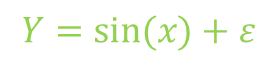 Y = sin(x) + ε